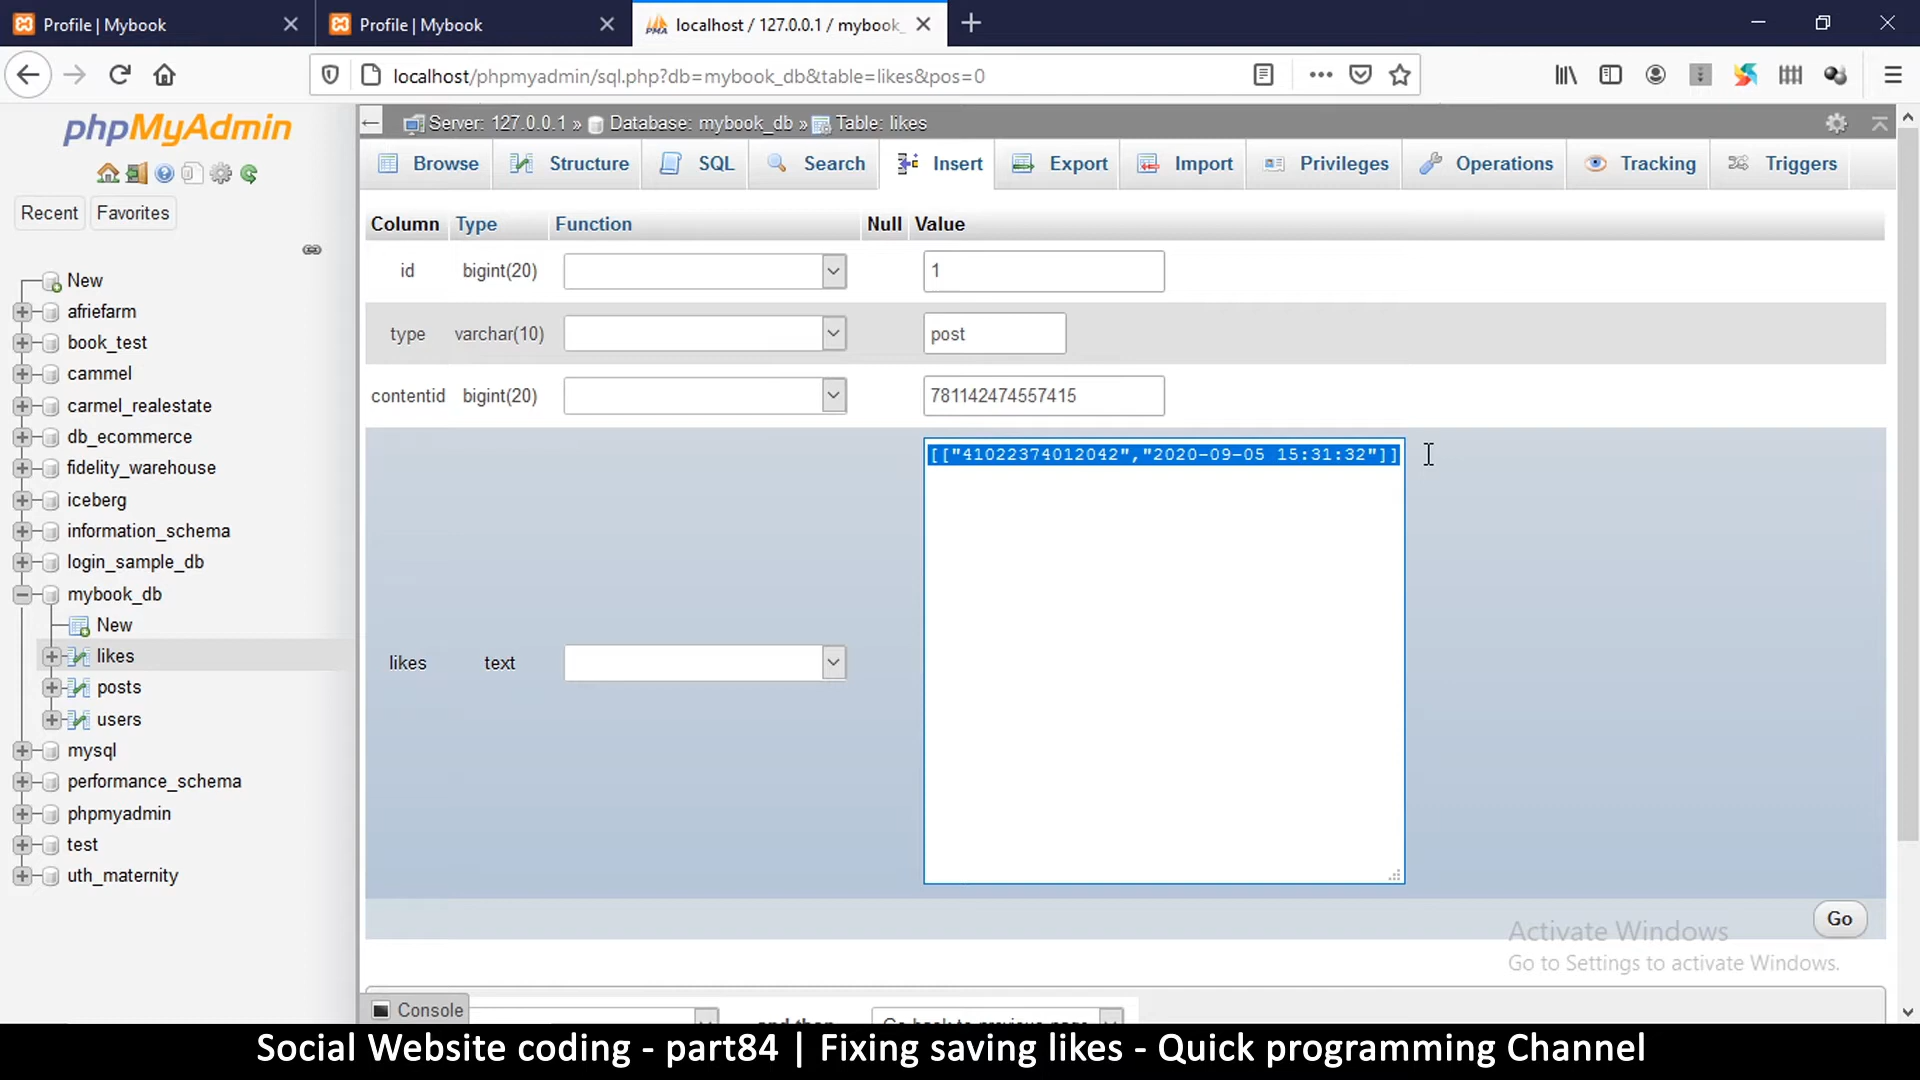 Profile | Mybook
Profile | Mybook
PMA
localhost / 127.0.0.1 / mybook_
localhost/phpmyadmin/sql.php?db=mybook_db&table=likes&pos=0
phpMyAdmin
Recent
Favorites
New
afriefarm
book_test
cammel
carmel_realestate
db_ecommerce
fidelity_warehouse
iceberg
information_schema
login_sample_db
mybook_db
New
likes
posts
users
mysql
performance_schema
phpmyadmin
test
uth_maternity
Server: 127.0.0.1 » Database: mybook_db » Table: likes
Browse
Structure
SQL
Search
Insert
Export
Import
Privileges
Operations
Tracking
Triggers
Column Type Function Null Value
id bigint(20) 1
type varchar(10) post
contentid bigint(20) 781142474557415
[["41022374012042","2020-09-05 15:31:32"]]
likes text
Go
Activate Windows
Go to Settings to activate Windows.
Console
Social Website coding - part84 | Fixing saving likes - Quick programming Channel